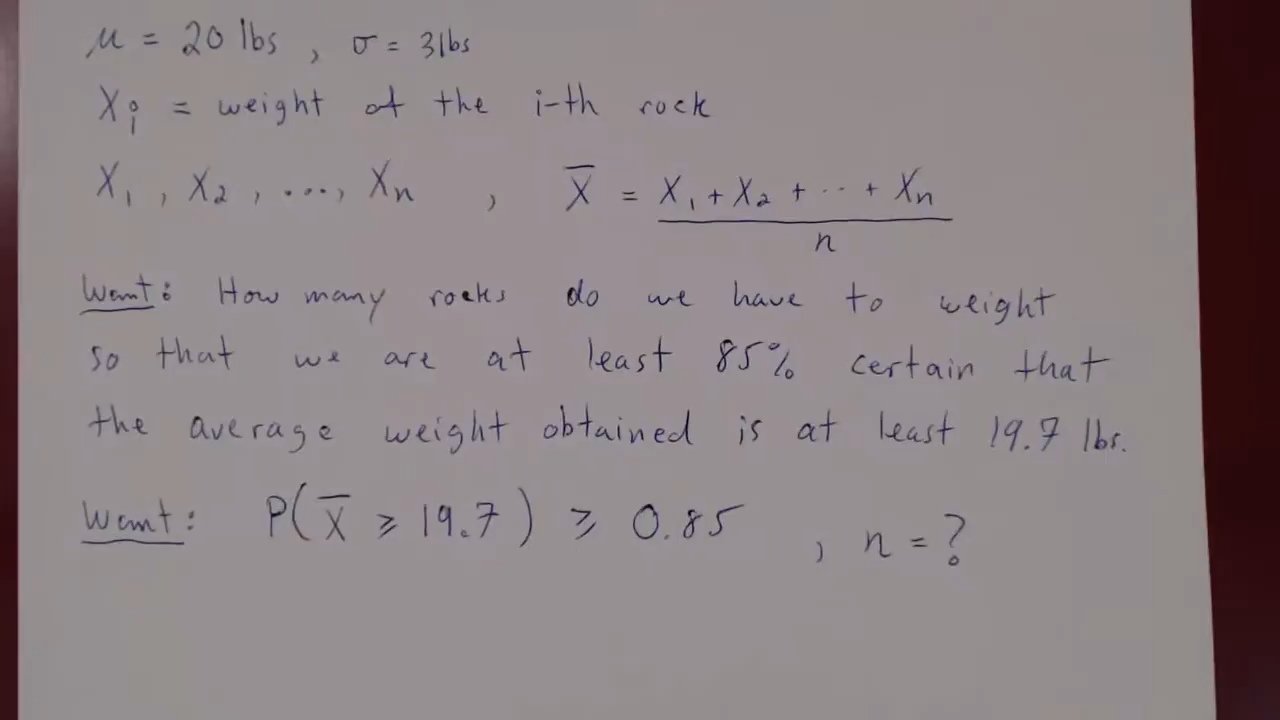 μ = 20 lbs , σ = 3 lbs
Xᵢ = weight of the i-th rock
X₁ , X₂ , ..., Xₙ , X̄ = (X₁ + X₂ + ... + Xₙ) / n
Want: How many rocks do we have to weight
so that we are at least 85% certain that
the average weight obtained is at least 19.7 lbs.
Want: P(X̄ ≥ 19.7) ≥ 0.85 , n = ?